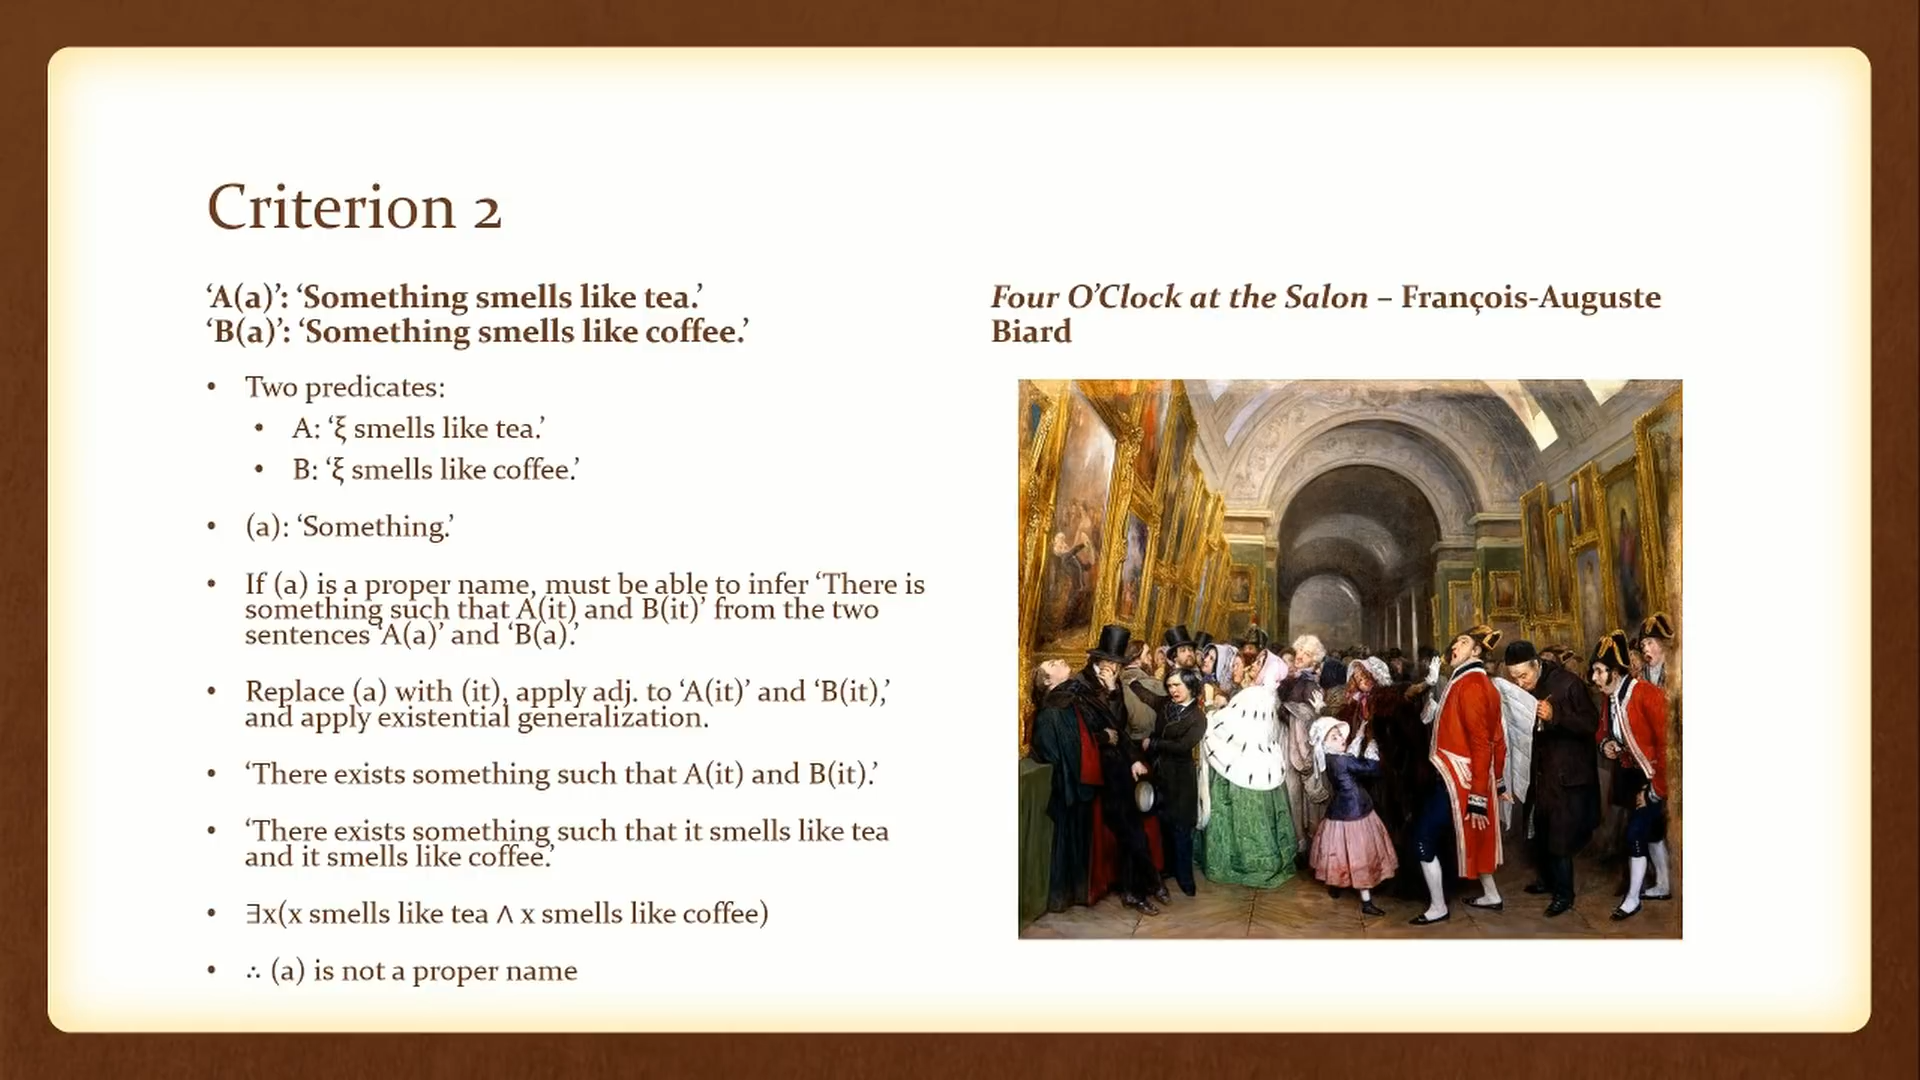 Criterion 2
‘A(a)’: ‘Something smells like tea.’
‘B(a)’: ‘Something smells like coffee.’
• Two predicates:
• A: ‘ξ smells like tea.’
• B: ‘ξ smells like coffee.’
• (a): ‘Something.’
• If (a) is a proper name, must be able to infer ‘There is
something such that A(it) and B(it)’ from the two
sentences ‘A(a)’ and ‘B(a).’
• Replace (a) with (it), apply adj. to ‘A(it)’ and ‘B(it),’
and apply existential generalization.
• ‘There exists something such that A(it) and B(it).’
• ‘There exists something such that it smells like tea
and it smells like coffee.’
• ∃x(x smells like tea ∧ x smells like coffee)
• ∴ (a) is not a proper name
Four O’Clock at the Salon – François-Auguste
Biard